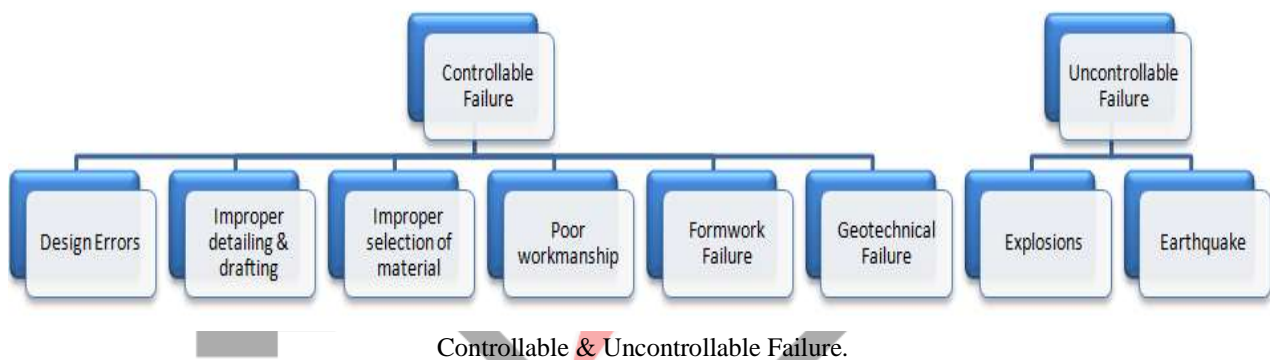 Controllable
Failure
Uncontrollable
Failure
Design Errors
Improper
detailing &
drafting
Improper
selection of
material
Poor
workmanship
Formwork
Failure
Geotechnical
Failure
Explosions
Earthquake
Controllable & Uncontrollable Failure.